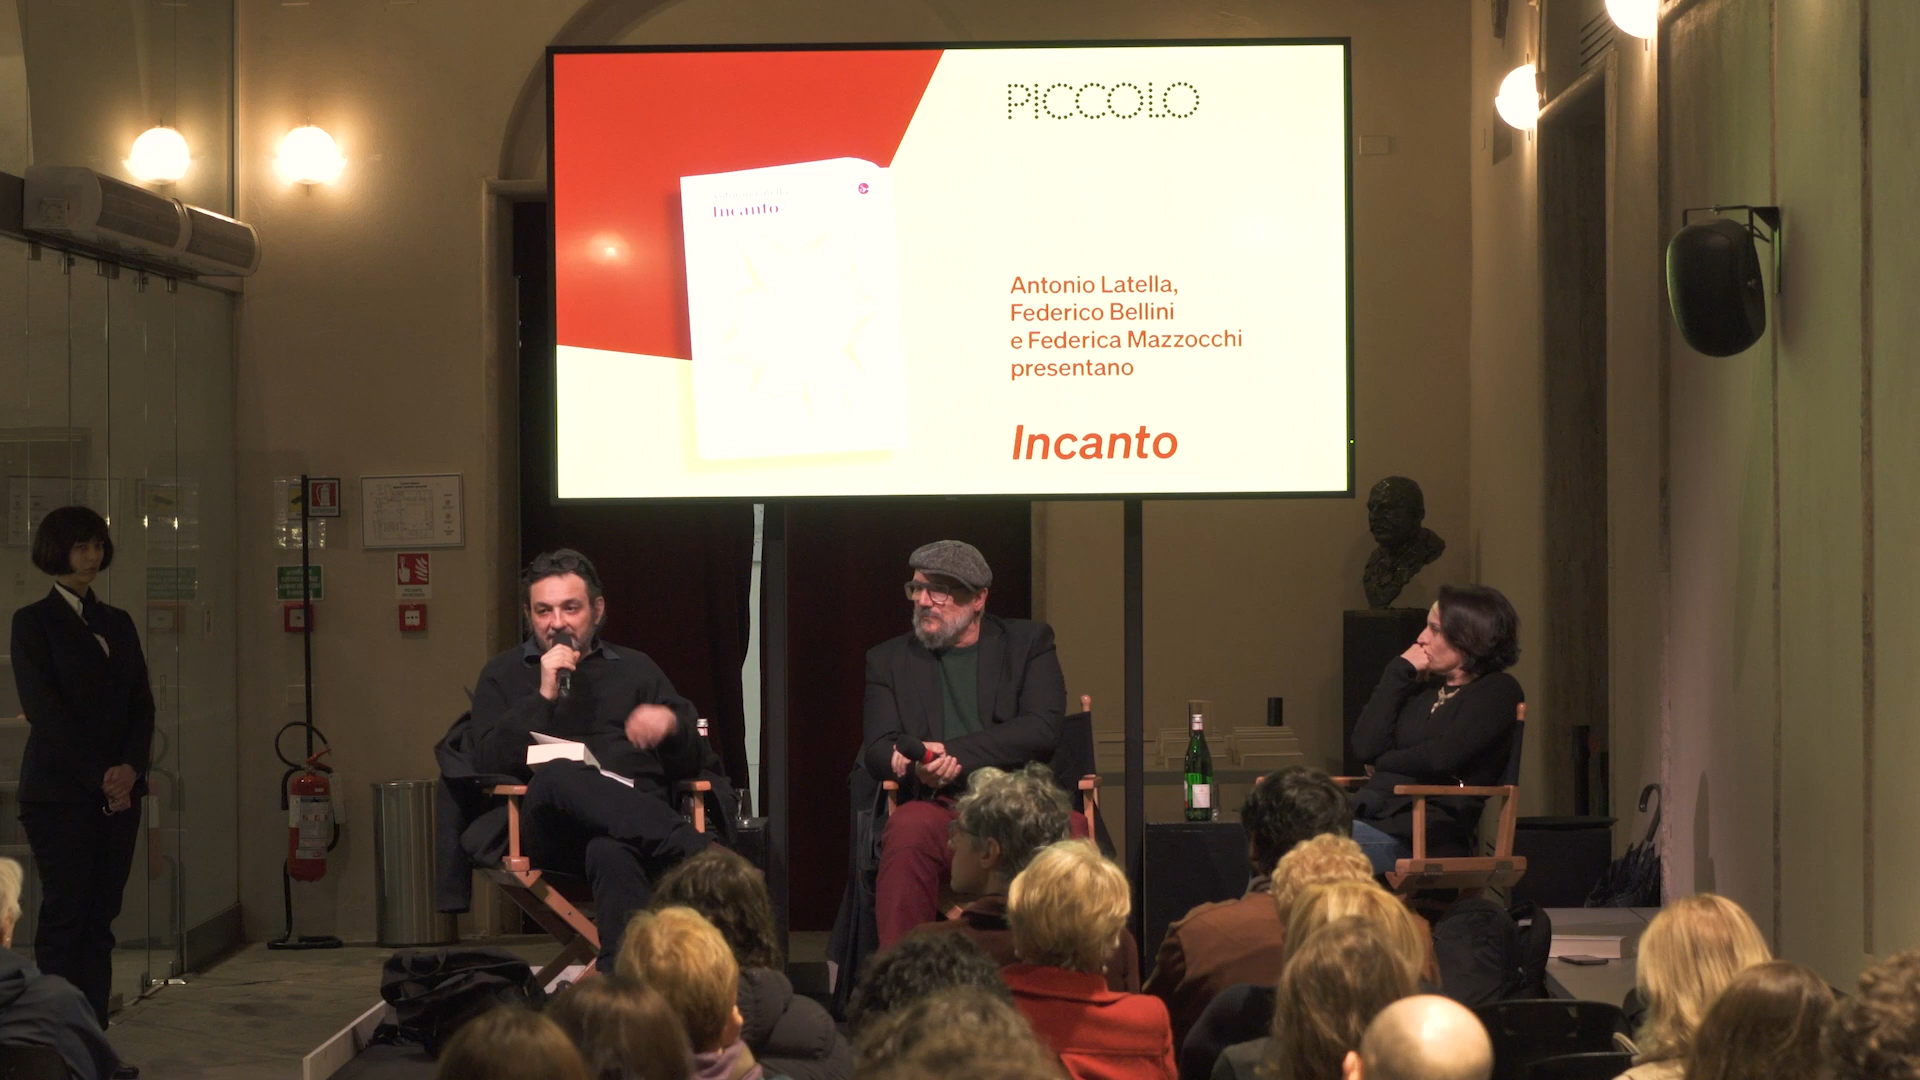 PICCOLO
Incanto
Antonio Latella,
Federico Bellini
e Federica Mazzocchi
presentano
Incanto